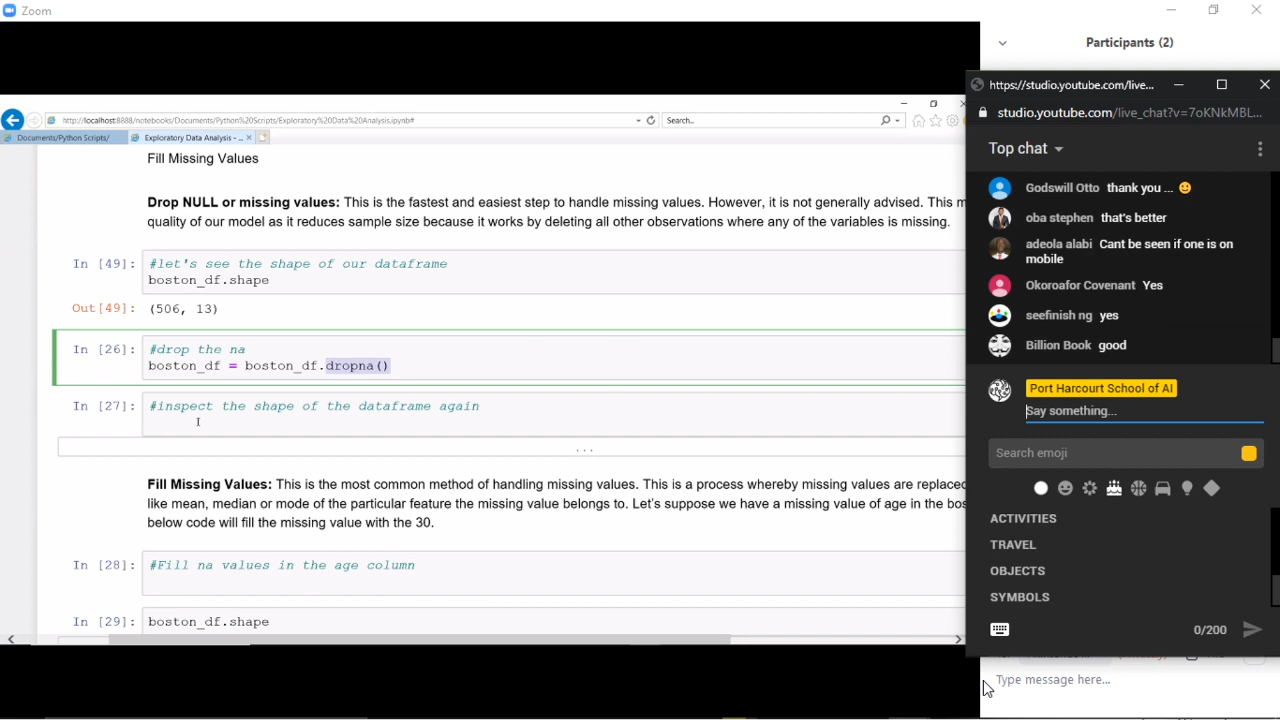 Zoom
Participants (2)
https://studio.youtube.com/live...
studio.youtube.com/live_chat?v=7oKNkMBL...
http://localhost:8888/notebooks/Documents/Python%20Scripts/Exploratory%20Data%20Analysis.ipynb#
Search...
Documents/Python Scripts/
Exploratory Data Analysis - ...
Top chat
Fill Missing Values
Drop NULL or missing values: This is the fastest and easiest step to handle missing values. However, it is not generally advised. This m
quality of our model as it reduces sample size because it works by deleting all other observations where any of the variables is missing.
In [49]: #let's see the shape of our dataframe
boston_df.shape
Out[49]: (506, 13)
In [26]: #drop the na
boston_df = boston_df.dropna()
In [27]: #inspect the shape of the dataframe again
...
Fill Missing Values: This is the most common method of handling missing values. This is a process whereby missing values are replaced
like mean, median or mode of the particular feature the missing value belongs to. Let's suppose we have a missing value of age in the bos
below code will fill the missing value with the 30.
In [28]: #Fill na values in the age column
In [29]: boston_df.shape
Godswill Otto thank you ... 😊
oba stephen that's better
adeola alabi Cant be seen if one is on
mobile
Okoroafor Covenant Yes
seefinish ng yes
Billion Book good
Port Harcourt School of AI
Say something...
Search emoji
ACTIVITIES
TRAVEL
OBJECTS
SYMBOLS
0/200
Type message here...